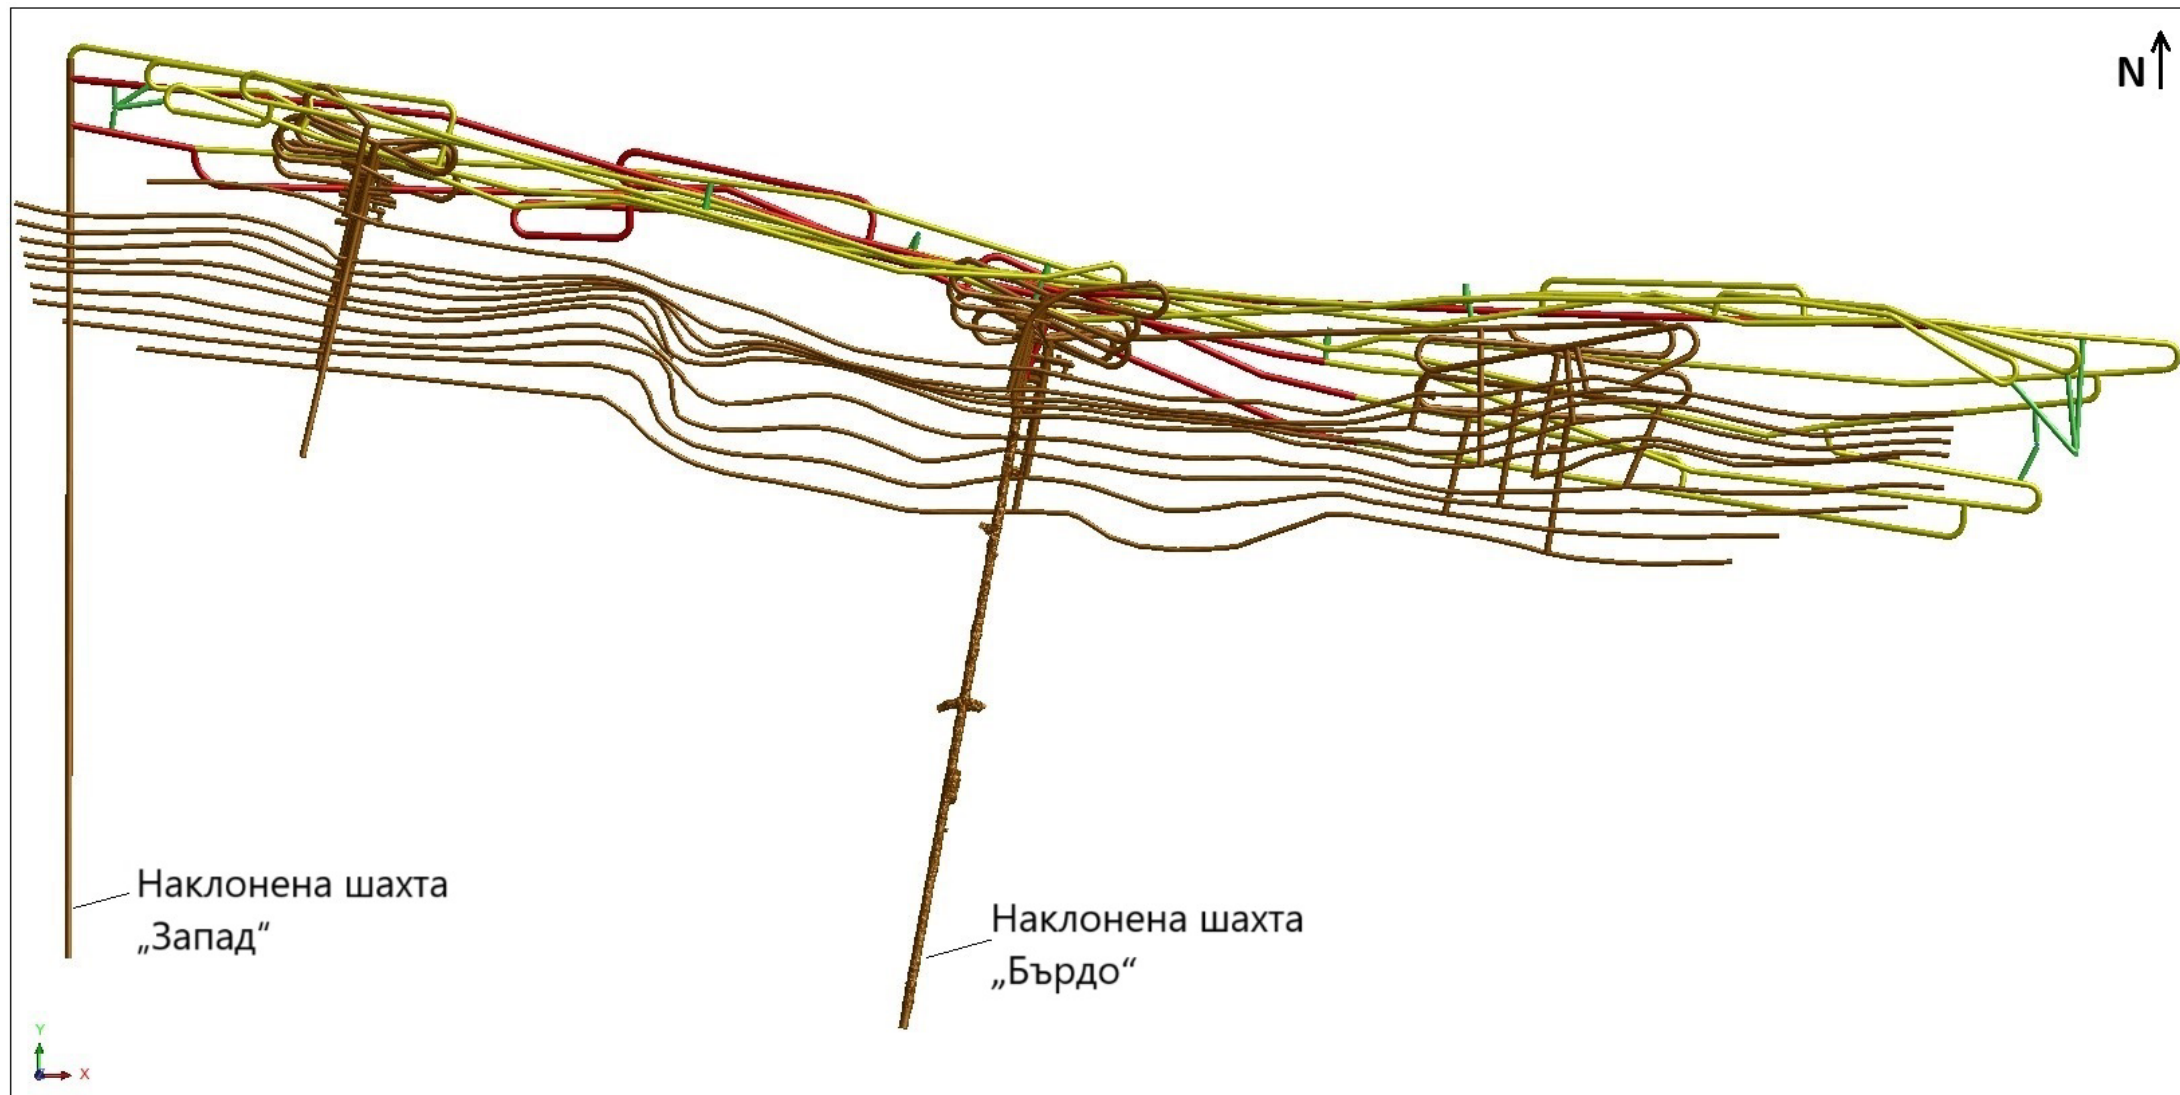 N
Наклонена шахта
„Запад“
Наклонена шахта
„Бърдо“
Y
X